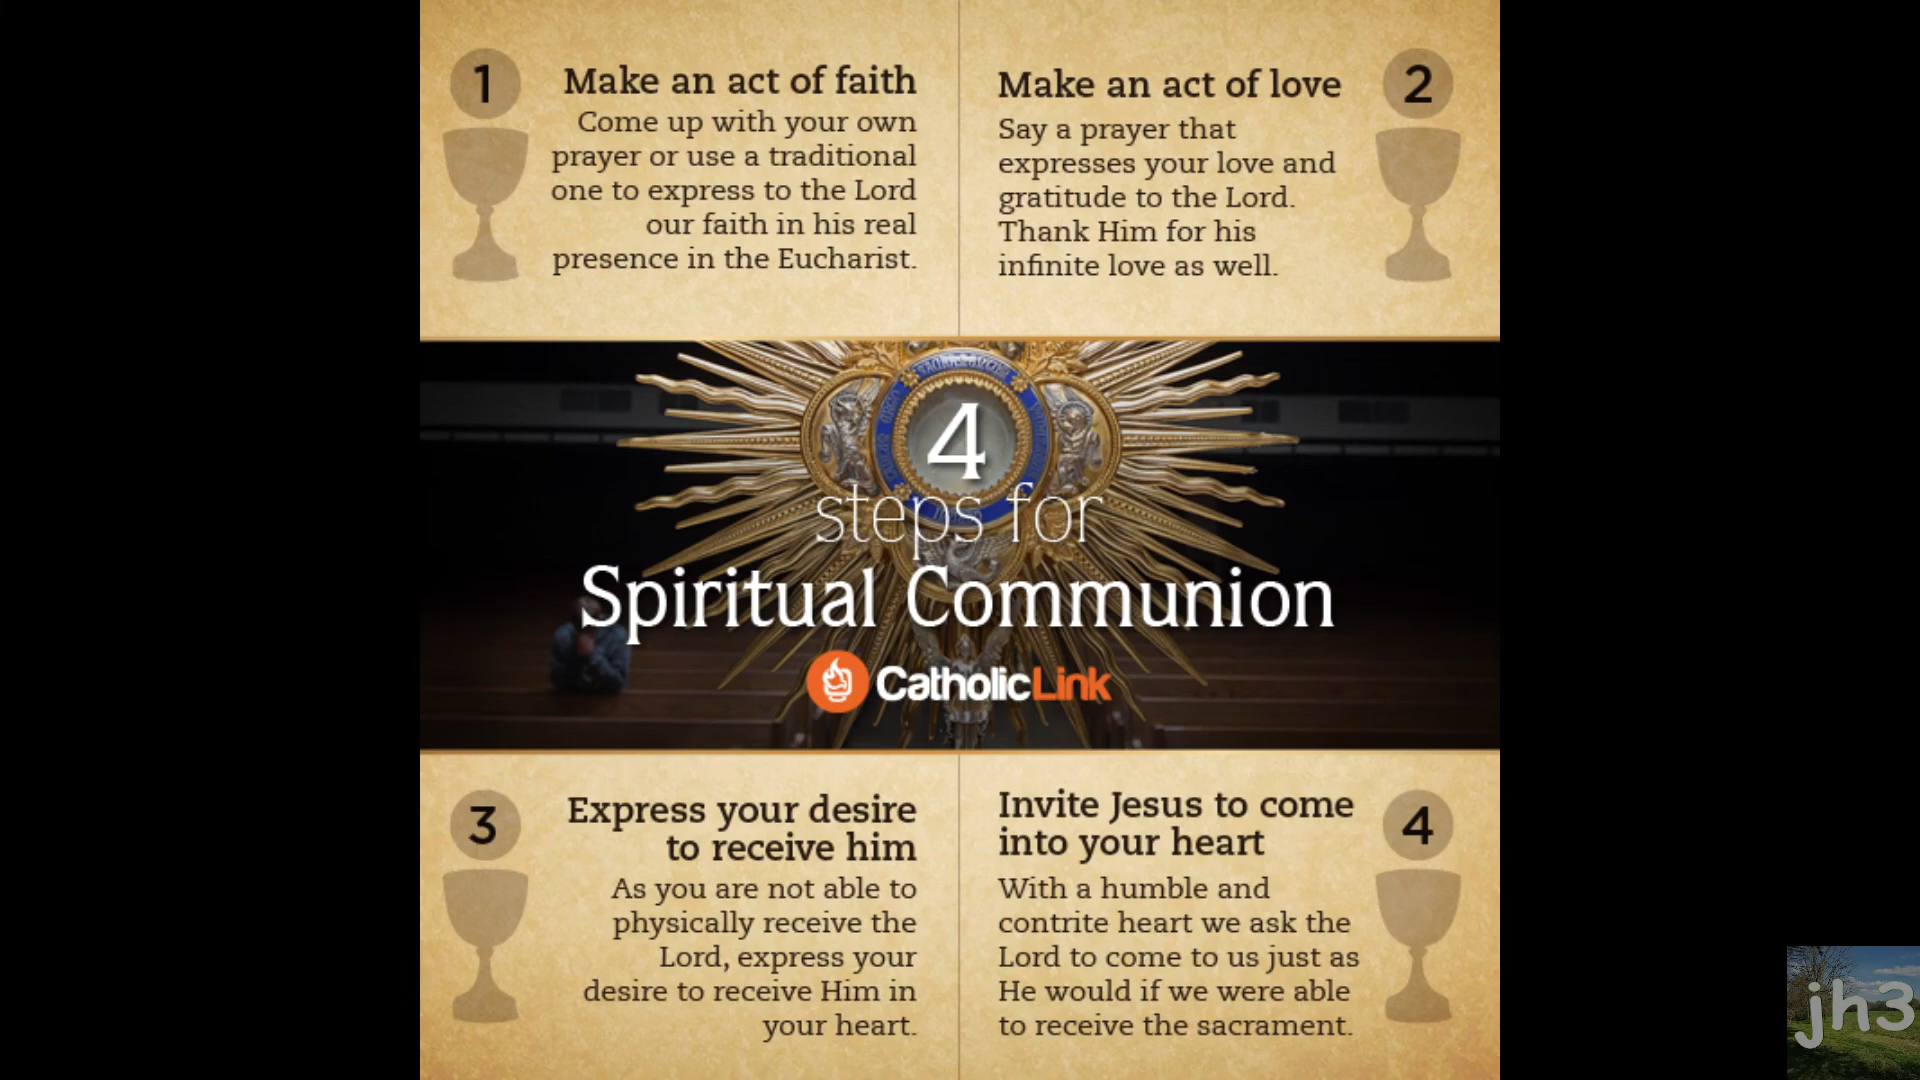 1
Make an act of faith
Come up with your own
prayer or use a traditional
one to express to the Lord
our faith in his real
presence in the Eucharist.
2
Make an act of love
Say a prayer that
expresses your love and
gratitude to the Lord.
Thank Him for his
infinite love as well.
4
steps for
Spiritual Communion
CatholicLink
3
Express your desire
to receive him
As you are not able to
physically receive the
Lord, express your
desire to receive Him in
your heart.
4
Invite Jesus to come
into your heart
With a humble and
contrite heart we ask the
Lord to come to us just as
He would if we were able
to receive the sacrament.
jh3